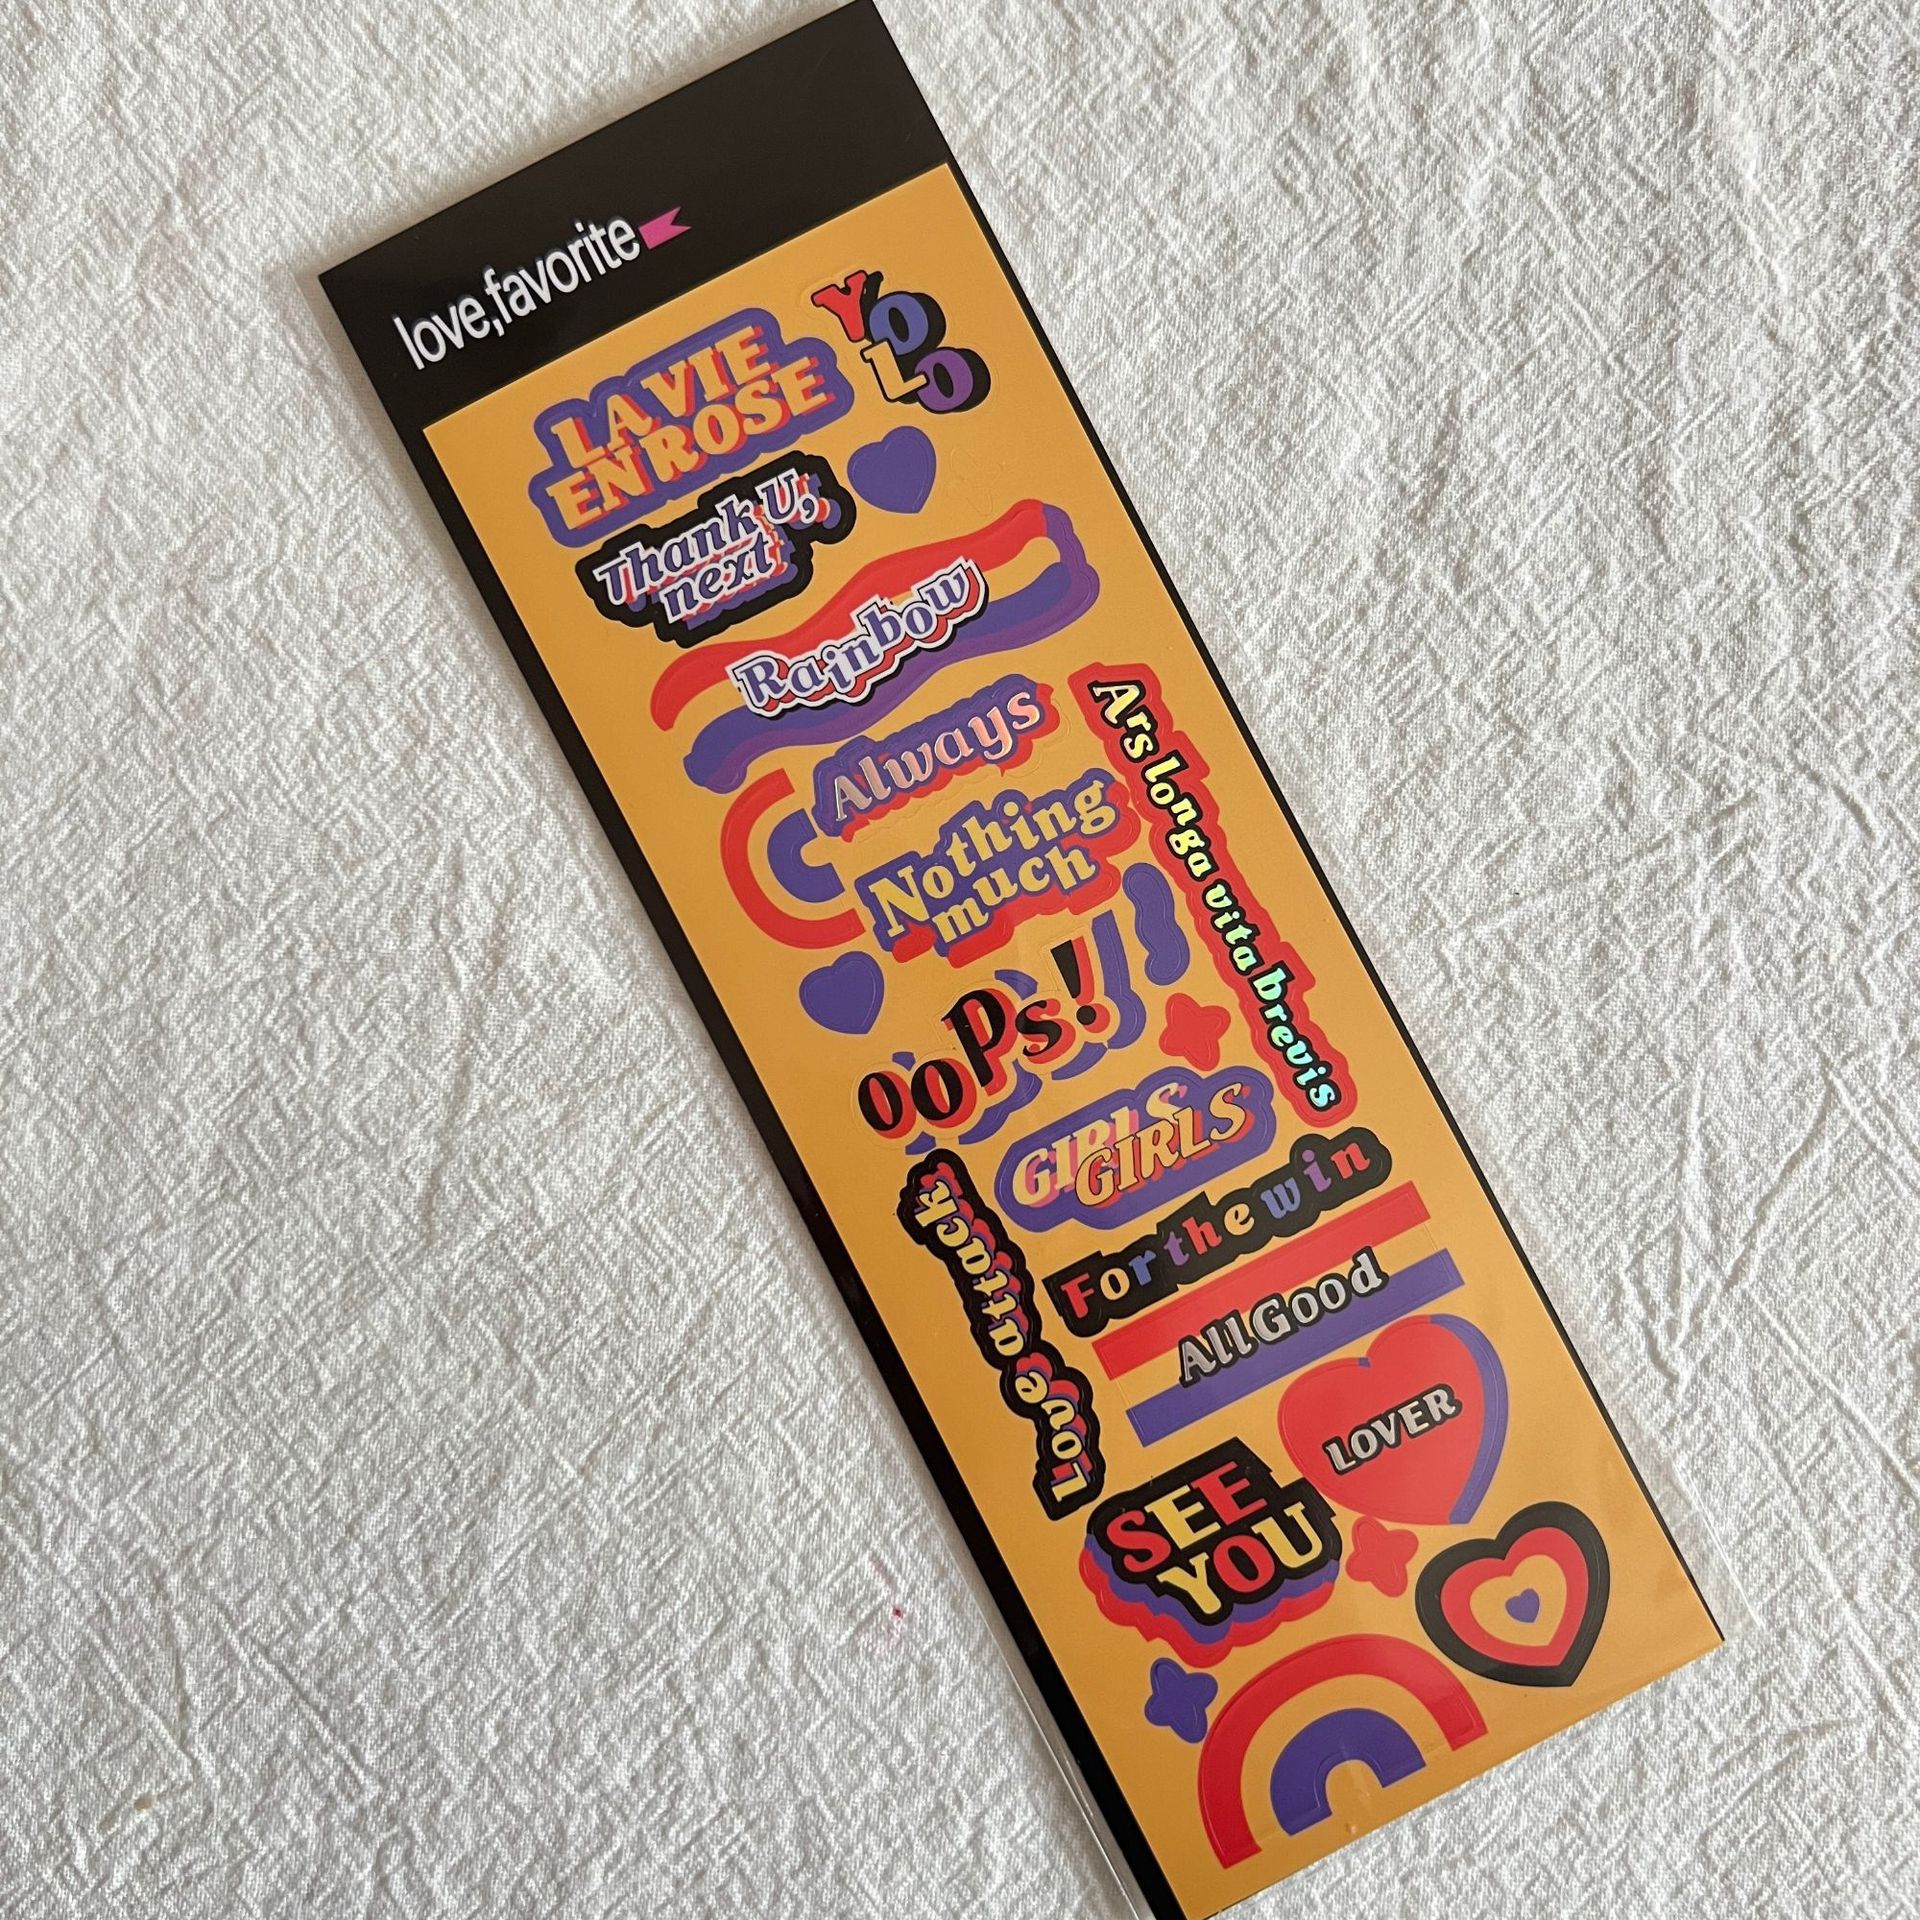 love,favorite
LA VIE
EN ROSE
YOLO
Thank U,
next
Rainbow
Always
Ars longa vita brevis
Nothing
much
oops!
GIRLS
GIRLS
Love attack
For the win
All Good
LOVER
SEE
YOU